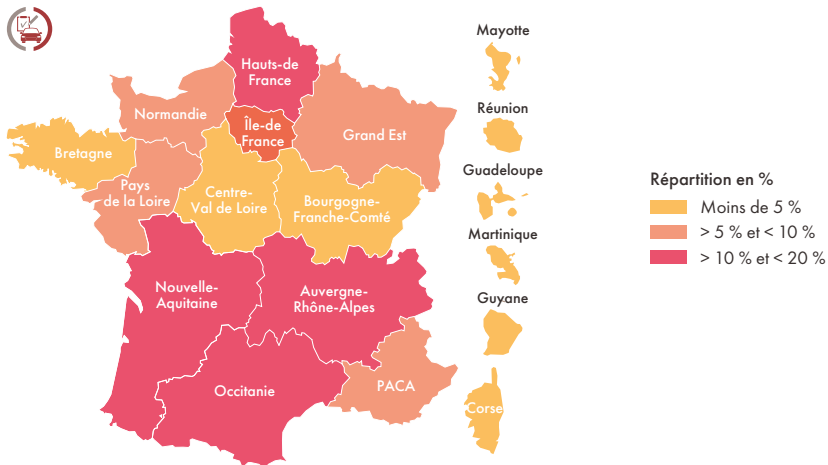 Hauts-de
France
Normandie
Île-de
France
Grand Est
Bretagne
Pays
de la Loire
Centre-
Val de Loire
Bourgogne-
Franche-Comté
Nouvelle-
Aquitaine
Auvergne-
Rhône-Alpes
Occitanie
PACA
Mayotte
Réunion
Guadeloupe
Martinique
Guyane
Corse
Répartition en %
Moins de 5 %
> 5 % et < 10 %
> 10 % et < 20 %